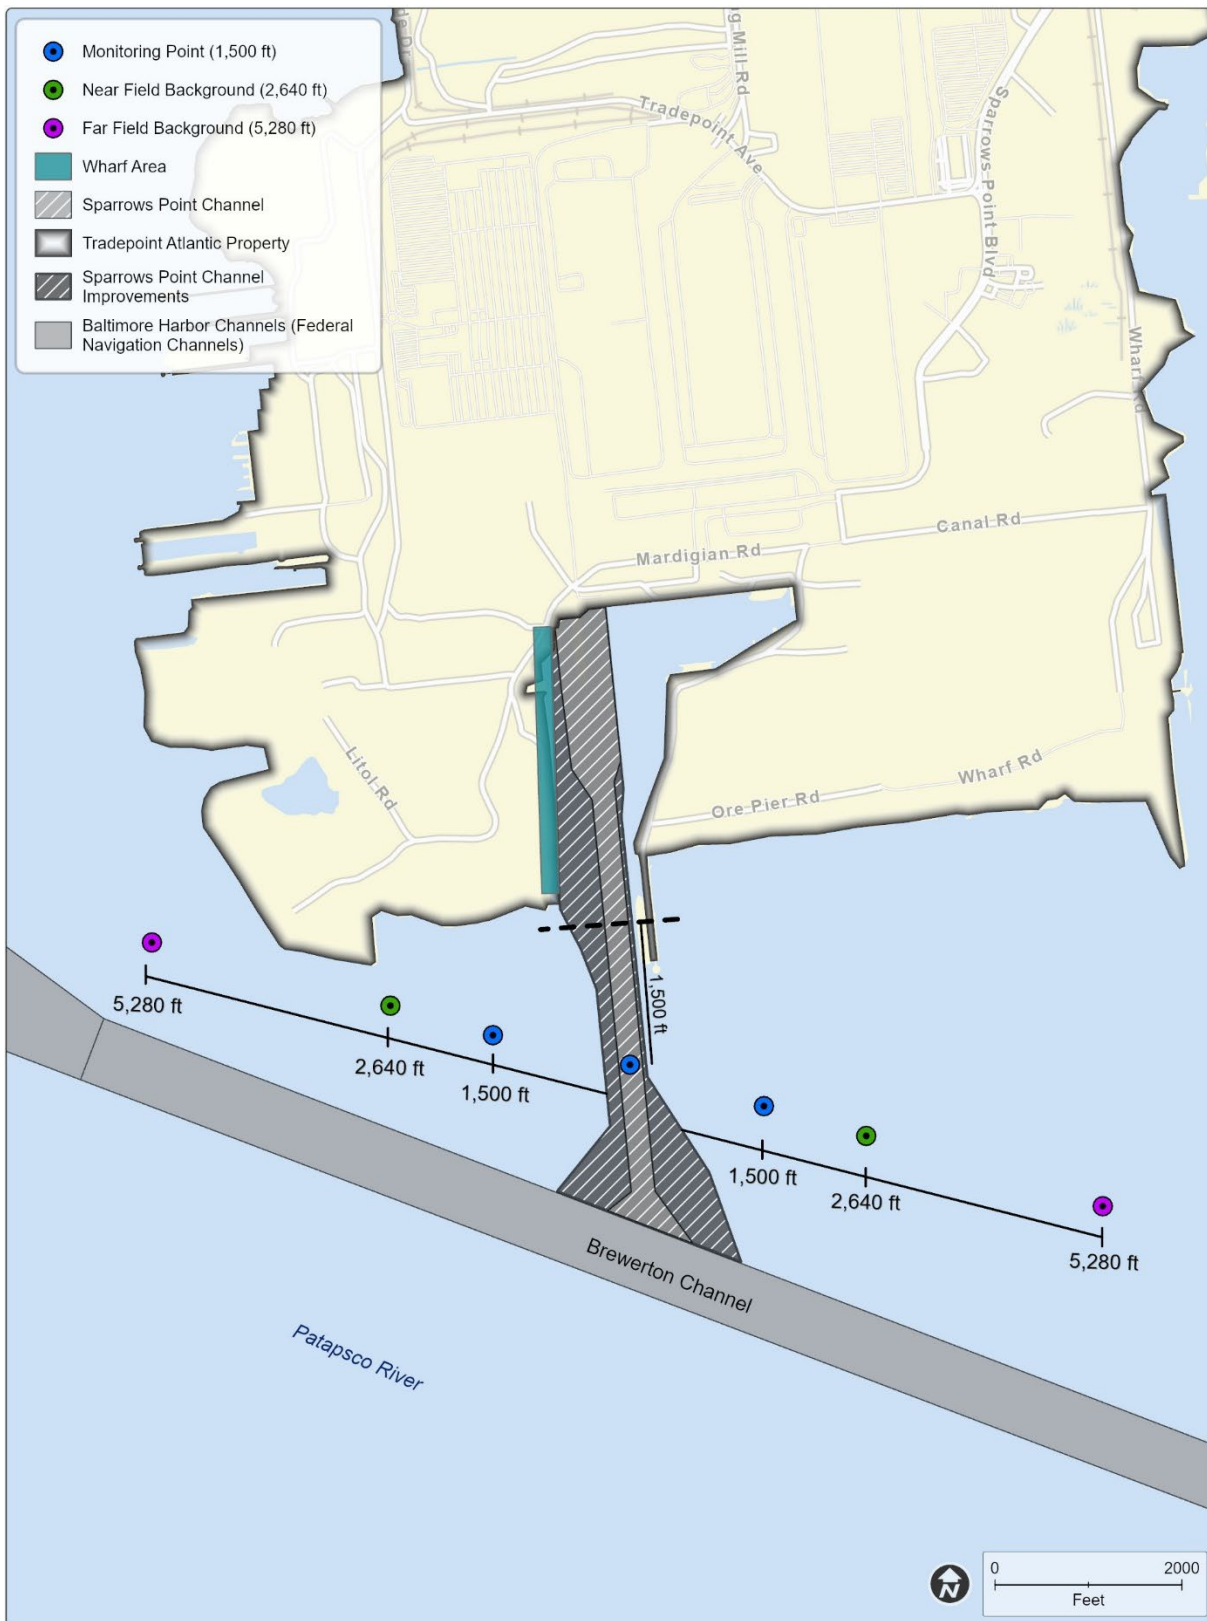 Monitoring Point (1,500 ft)
Near Field Background (2,640 ft)
Far Field Background (5,280 ft)
Wharf Area
Sparrows Point Channel
Tradepoint Atlantic Property
Sparrows Point Channel
Improvements
Baltimore Harbor Channels (Federal
Navigation Channels)
Mill Rd
Tradepoint Ave
Sparrows Point Blvd
Wharf Rd
Canal Rd
Mardigian Rd
Litol Rd
Wharf Rd
Ore Pier Rd
1,500 ft
5,280 ft
2,640 ft
1,500 ft
1,500 ft
2,640 ft
5,280 ft
Brewerton Channel
Patapsco River
N
0 2000
Feet